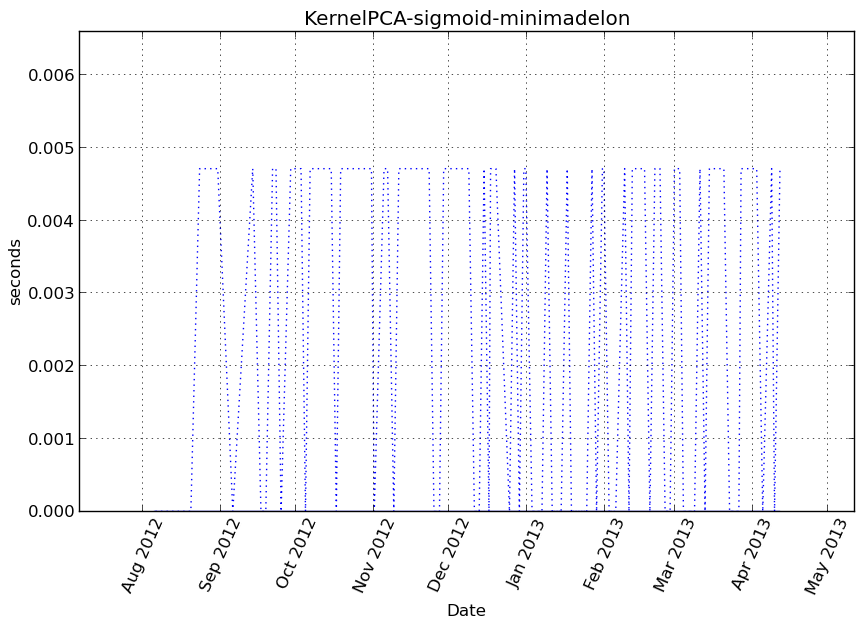 KernelPCA-sigmoid-minimadelon
0.006
0.005
0.004
0.003
0.002
0.001
0.000
seconds
Aug 2012
Sep 2012
Oct 2012
Nov 2012
Dec 2012
Jan 2013
Feb 2013
Mar 2013
Apr 2013
May 2013
Date